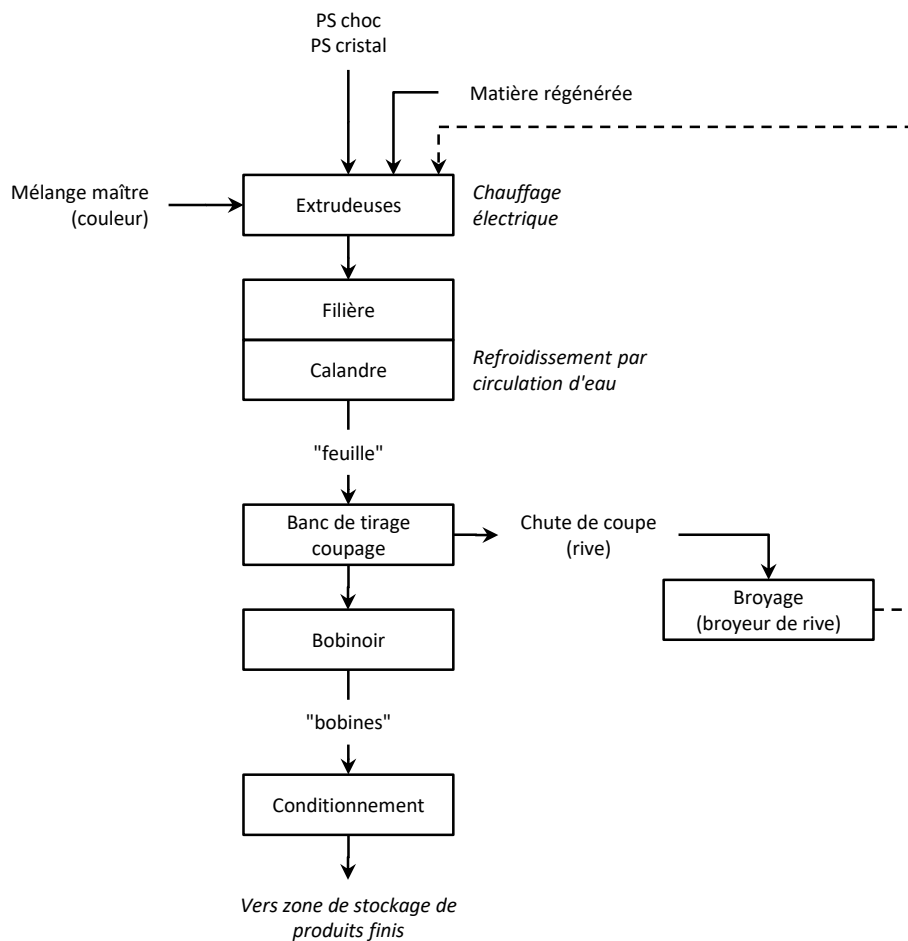 PS choc
PS cristal
Matière régénérée
Mélange maître
(couleur)
Extrudeuses
Chauffage
électrique
Filière
Calandre
Refroidissement par
circulation d'eau
"feuille"
Banc de tirage
coupage
Chute de coupe
(rive)
Broyage
(broyeur de rive)
Bobinoir
"bobines"
Conditionnement
Vers zone de stockage de
produits finis